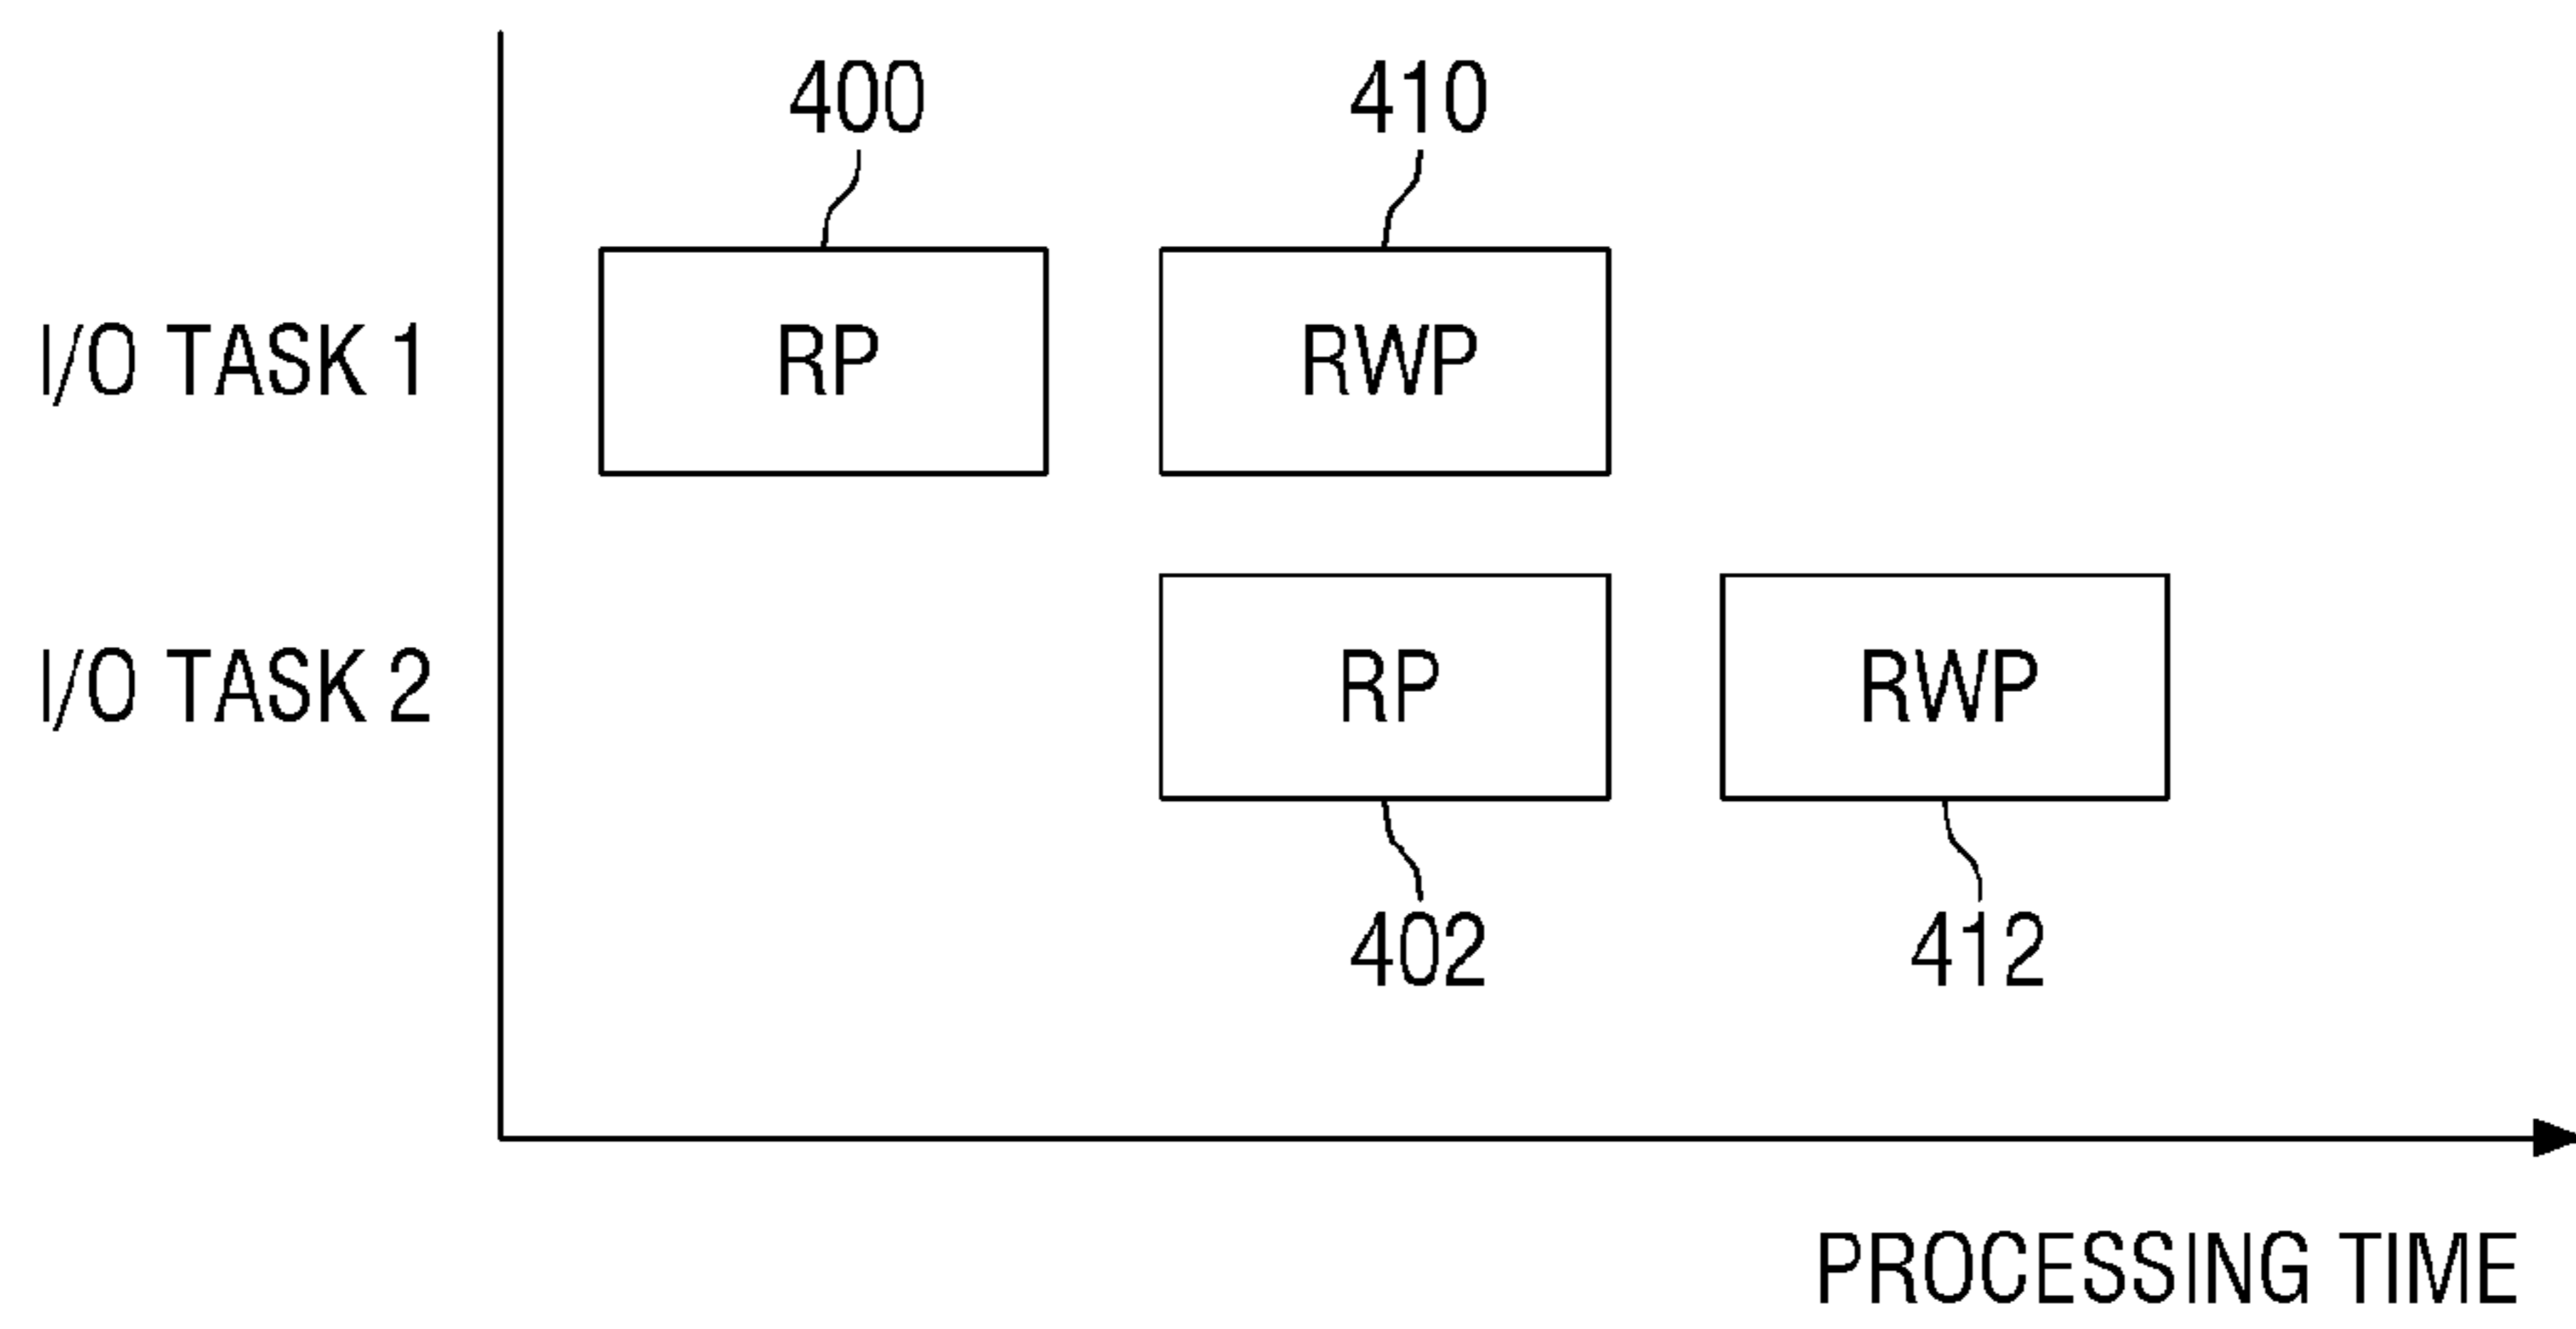 400 410
I/O TASK 1 RP RWP
I/O TASK 2 RP RWP
402 412
PROCESSING TIME